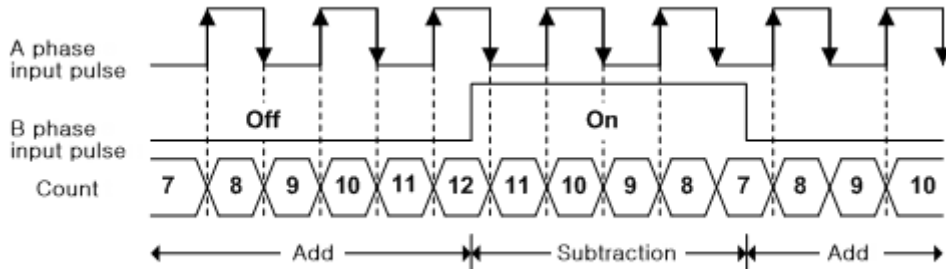 A phase
input pulse
Off
On
B phase
input pulse
Count
7 8 9 10 11 12 11 10 9 8 7 8 9 10
Add
Subtraction
Add